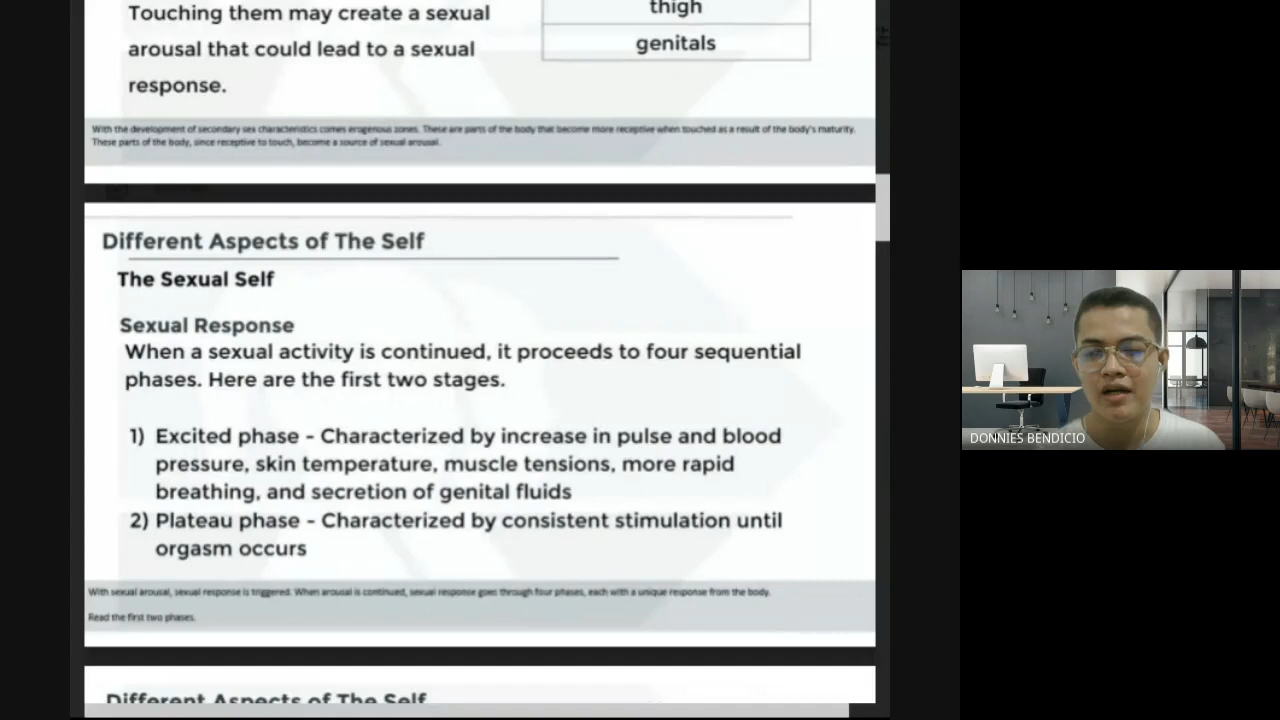 Touching them may create a sexual
arousal that could lead to a sexual
response.
thigh
genitals
With the development of secondary sex characteristics comes erogenous zones. These are parts of the body that become more receptive when touched as a result of the body's maturity.
These parts of the body, since receptive to touch, become a source of sexual arousal.
Different Aspects of The Self
The Sexual Self
Sexual Response
When a sexual activity is continued, it proceeds to four sequential
phases. Here are the first two stages.
1) Excited phase - Characterized by increase in pulse and blood
pressure, skin temperature, muscle tensions, more rapid
breathing, and secretion of genital fluids
2) Plateau phase - Characterized by consistent stimulation until
orgasm occurs
With sexual arousal, sexual response is triggered. When arousal is continued, sexual response goes through four phases, each with a unique response from the body.
Read the first two phases.
Different Aspects of The Self
DONNIES BENDICIO